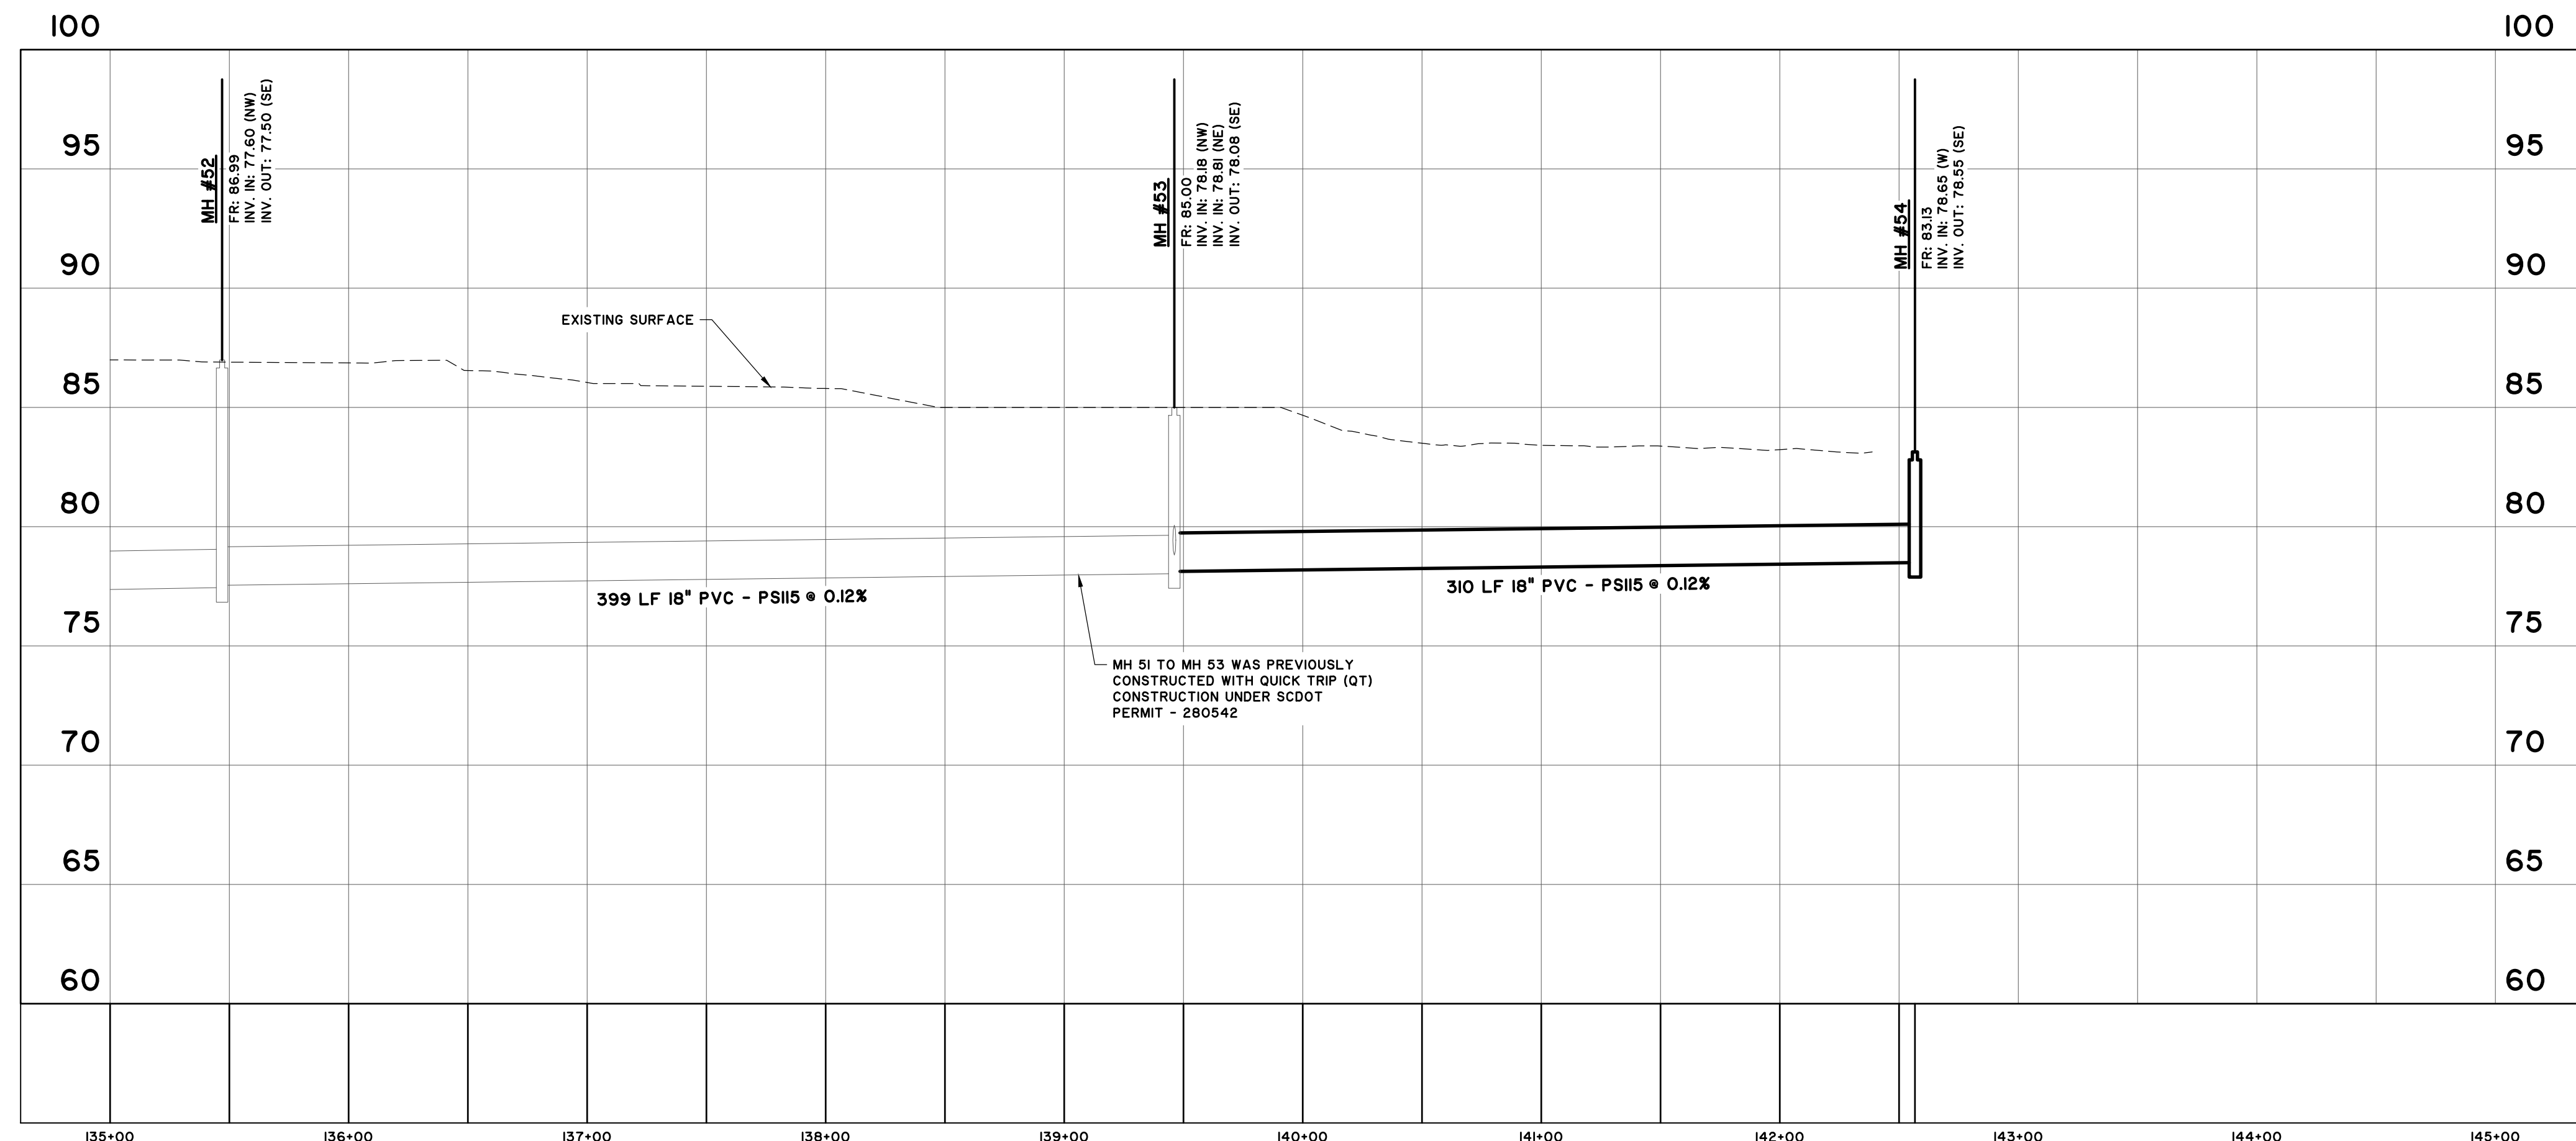 100
100
95
95
90
90
85
85
80
80
75
75
70
70
65
65
60
60
MH #52
FR: 86.99
INV. IN: 77.60 (NW)
INV. OUT: 77.50 (SE)
MH #53
FR: 85.00
INV. IN: 78.18 (NW)
INV. IN: 78.81 (NE)
INV. OUT: 78.08 (SE)
MH #54
FR: 83.13
INV. IN: 78.65 (W)
INV. OUT: 78.55 (SE)
EXISTING SURFACE
399 LF 18" PVC - PS115 @ 0.12%
310 LF 18" PVC - PS115 @ 0.12%
MH 51 TO MH 53 WAS PREVIOUSLY
CONSTRUCTED WITH QUICK TRIP (QT)
CONSTRUCTION UNDER SCDOT
PERMIT - 280542
135+00
136+00
137+00
138+00
139+00
140+00
141+00
142+00
143+00
144+00
145+00